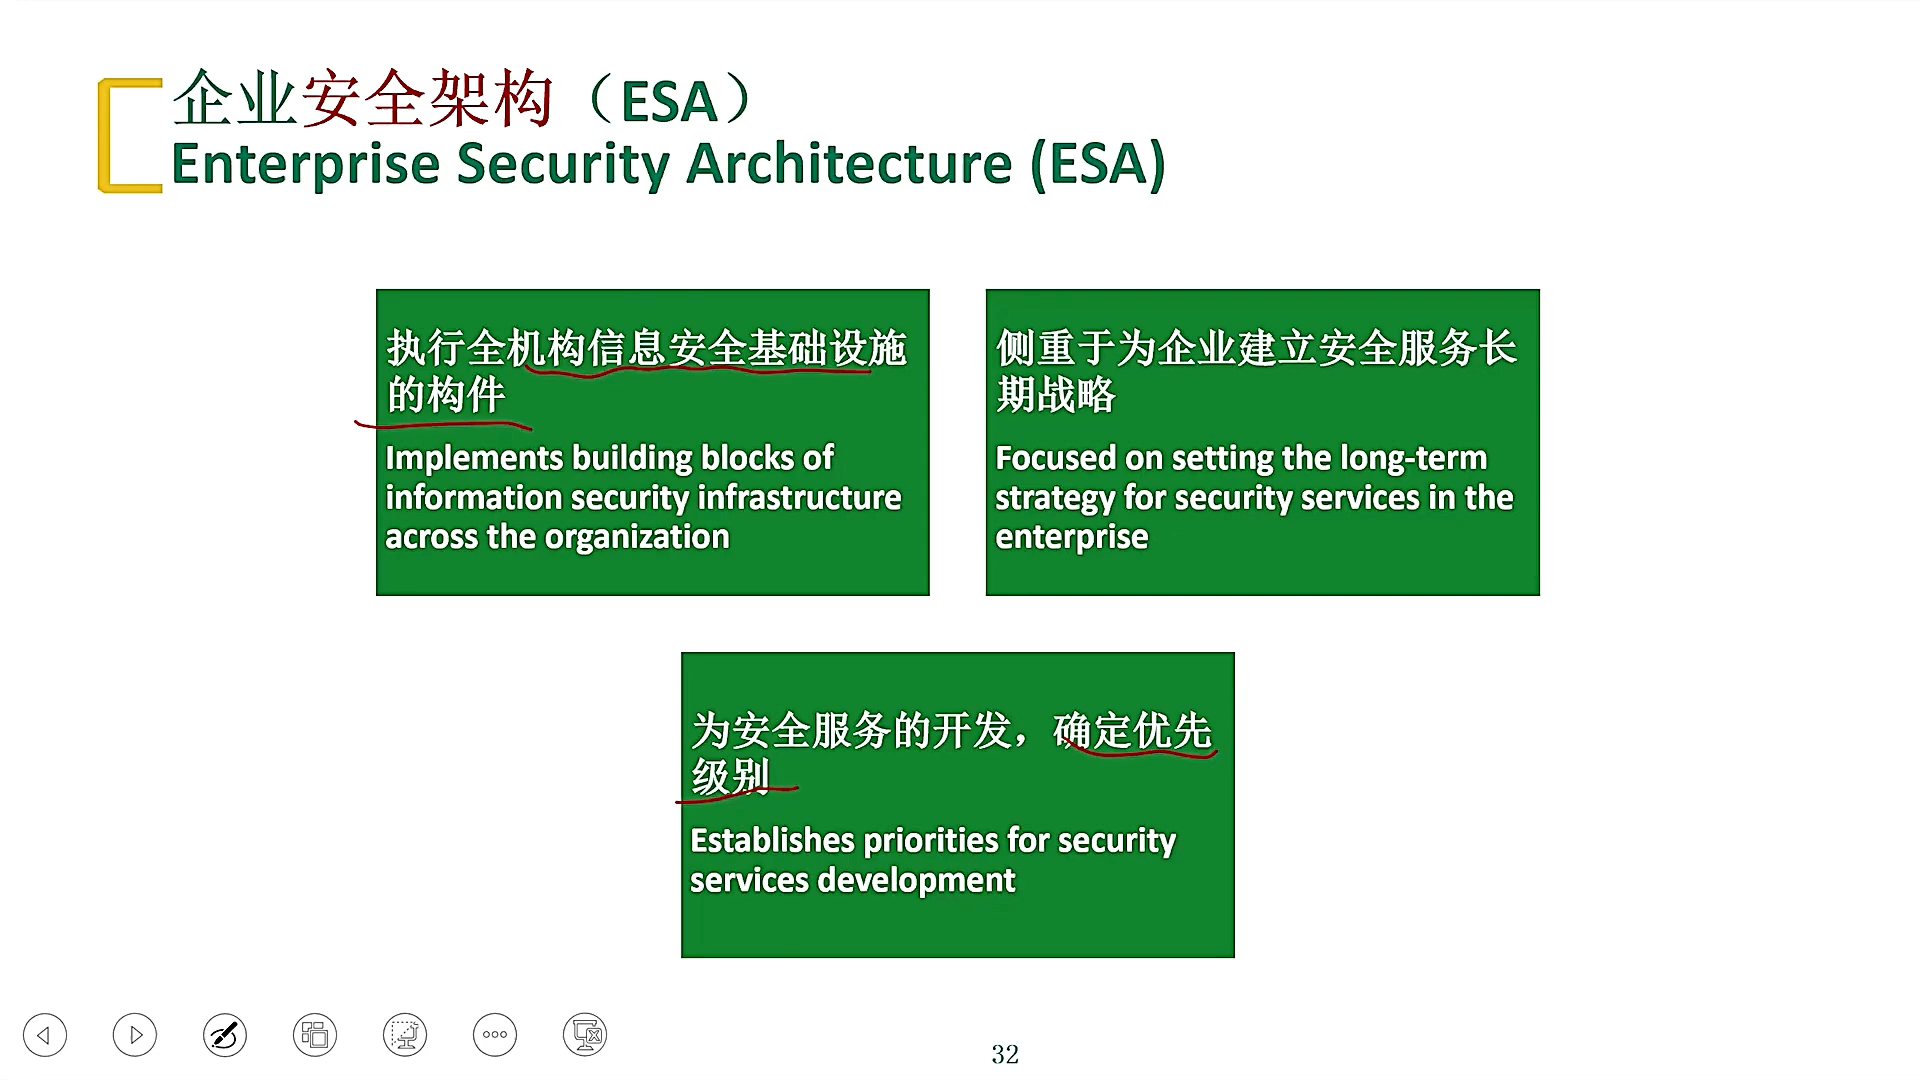 企业安全架构（ESA）
Enterprise Security Architecture (ESA)
执行全机构信息安全基础设施
的构件
Implements building blocks of
information security infrastructure
across the organization
侧重于为企业建立安全服务长
期战略
Focused on setting the long-term
strategy for security services in the
enterprise
为安全服务的开发，确定优先
级别
Establishes priorities for security
services development
32